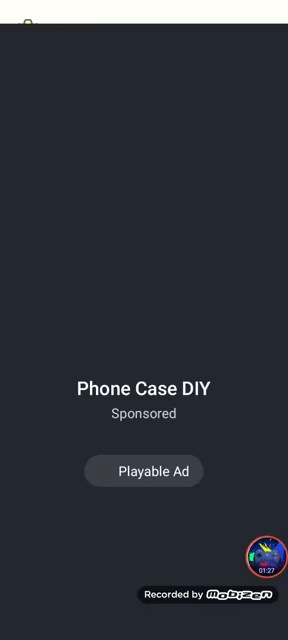 Phone Case DIY
Sponsored
Playable Ad
01:27
Recorded by Mobizen